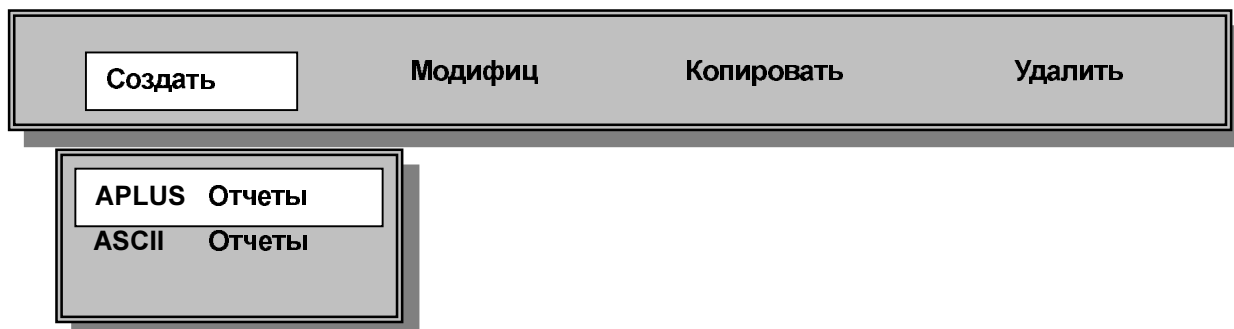 Создать Модифиц Копировать Удалить
APLUS Отчеты
ASCII Отчеты